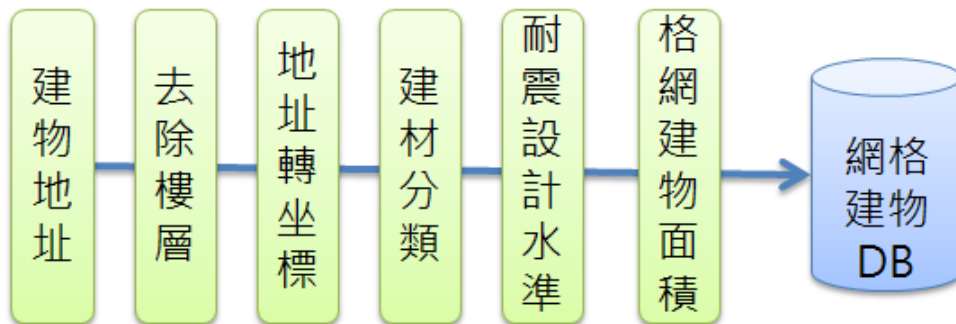 建物地址
去除樓層
地址轉坐標
建材分類
耐震設計水準
格網建物面積
網格
建物
DB